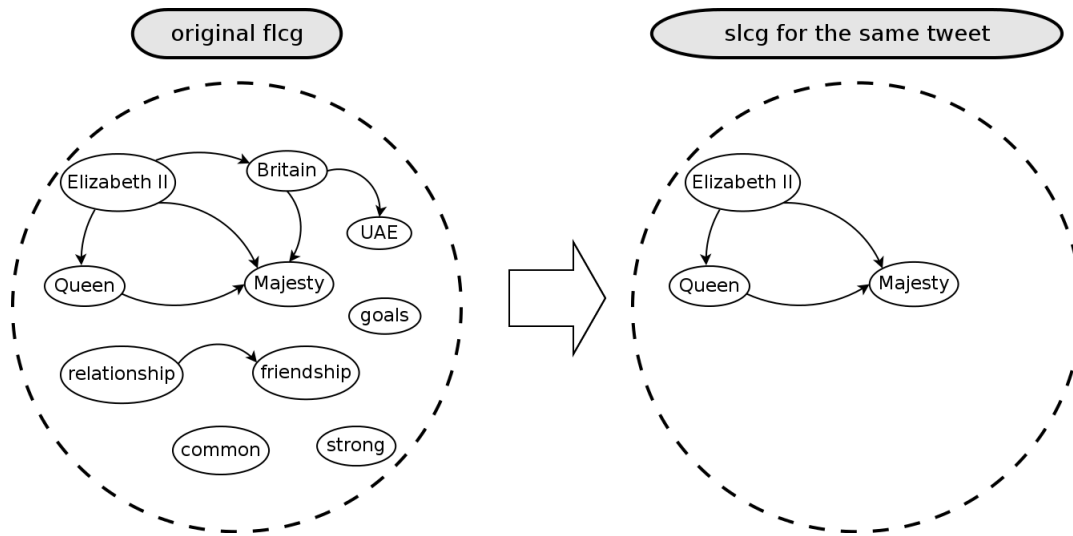 original flcg
slcg for the same tweet
Elizabeth II
Britain
UAE
Queen
Majesty
goals
relationship
friendship
common
strong
Elizabeth II
Queen
Majesty